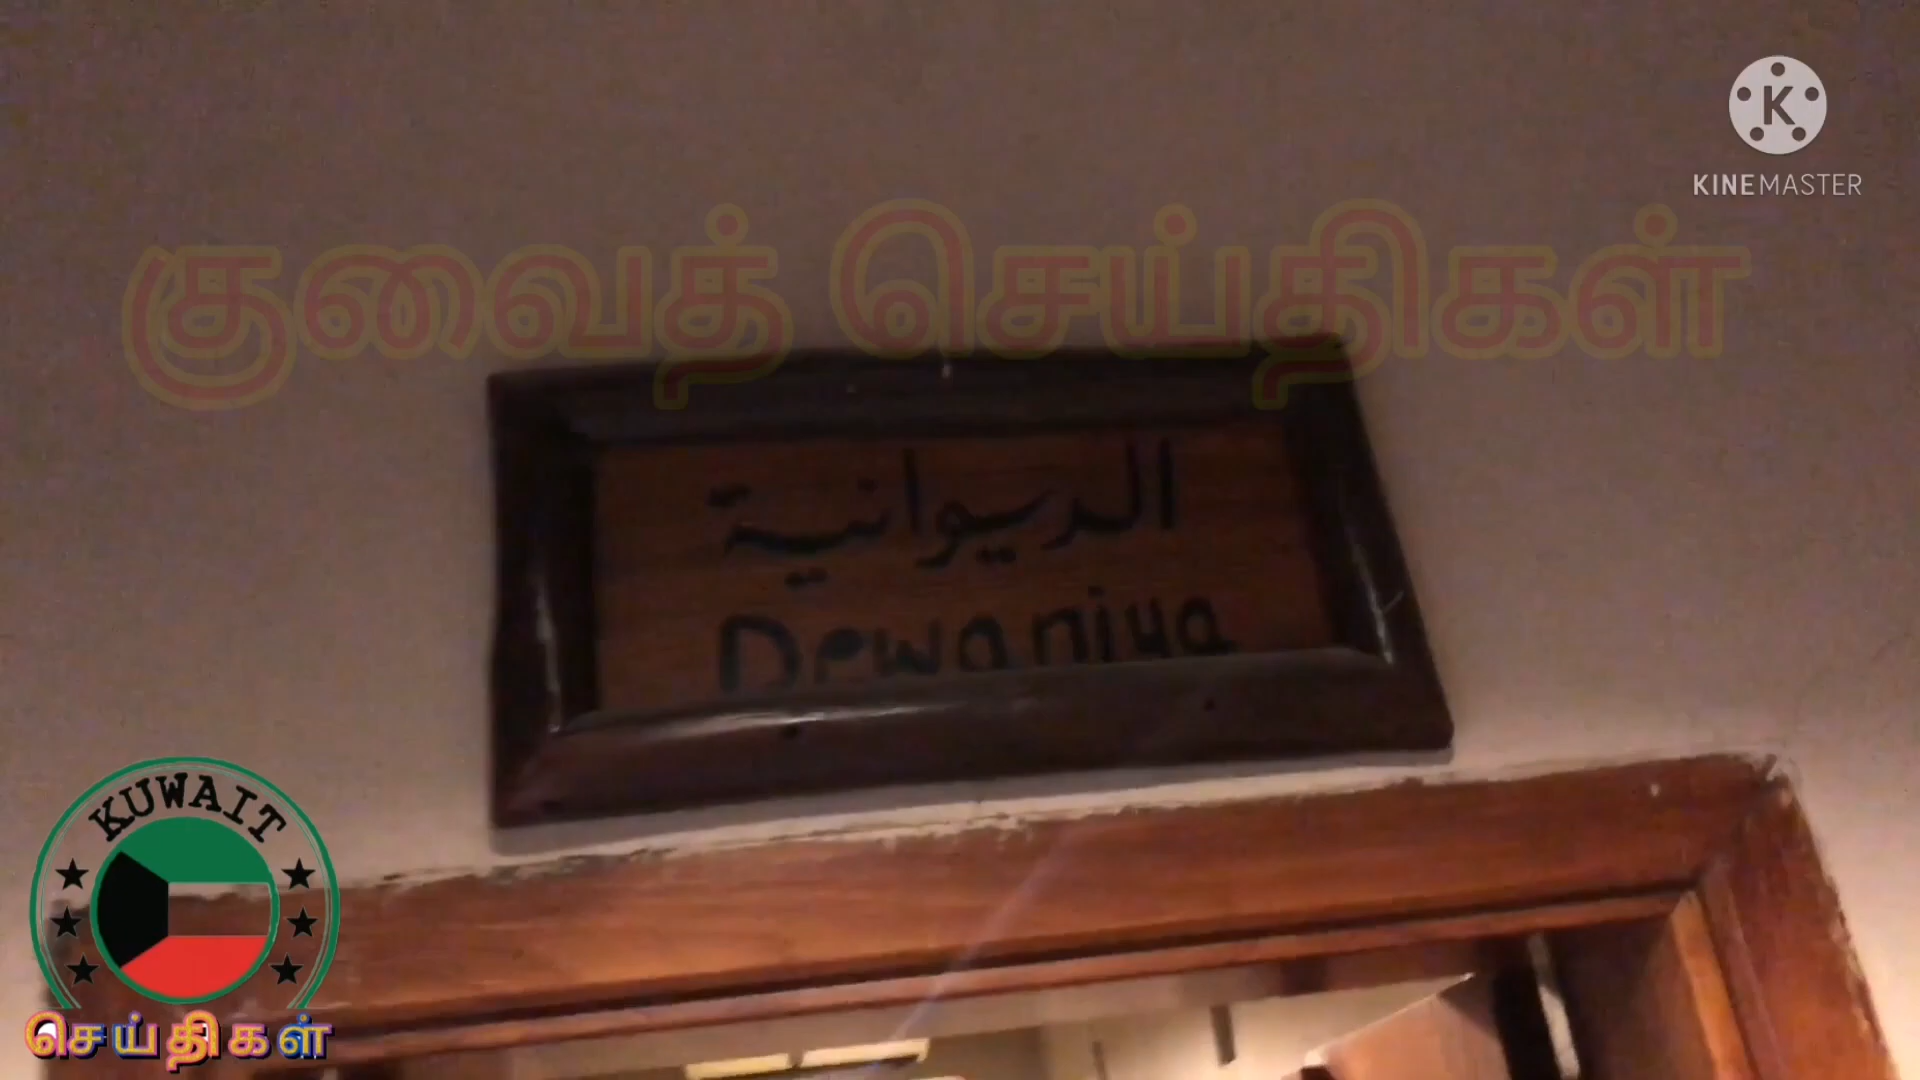 KINEMASTER
குவைத் செய்திகள்
الديوانية
Dewaniya
KUWAIT
செய்திகள்